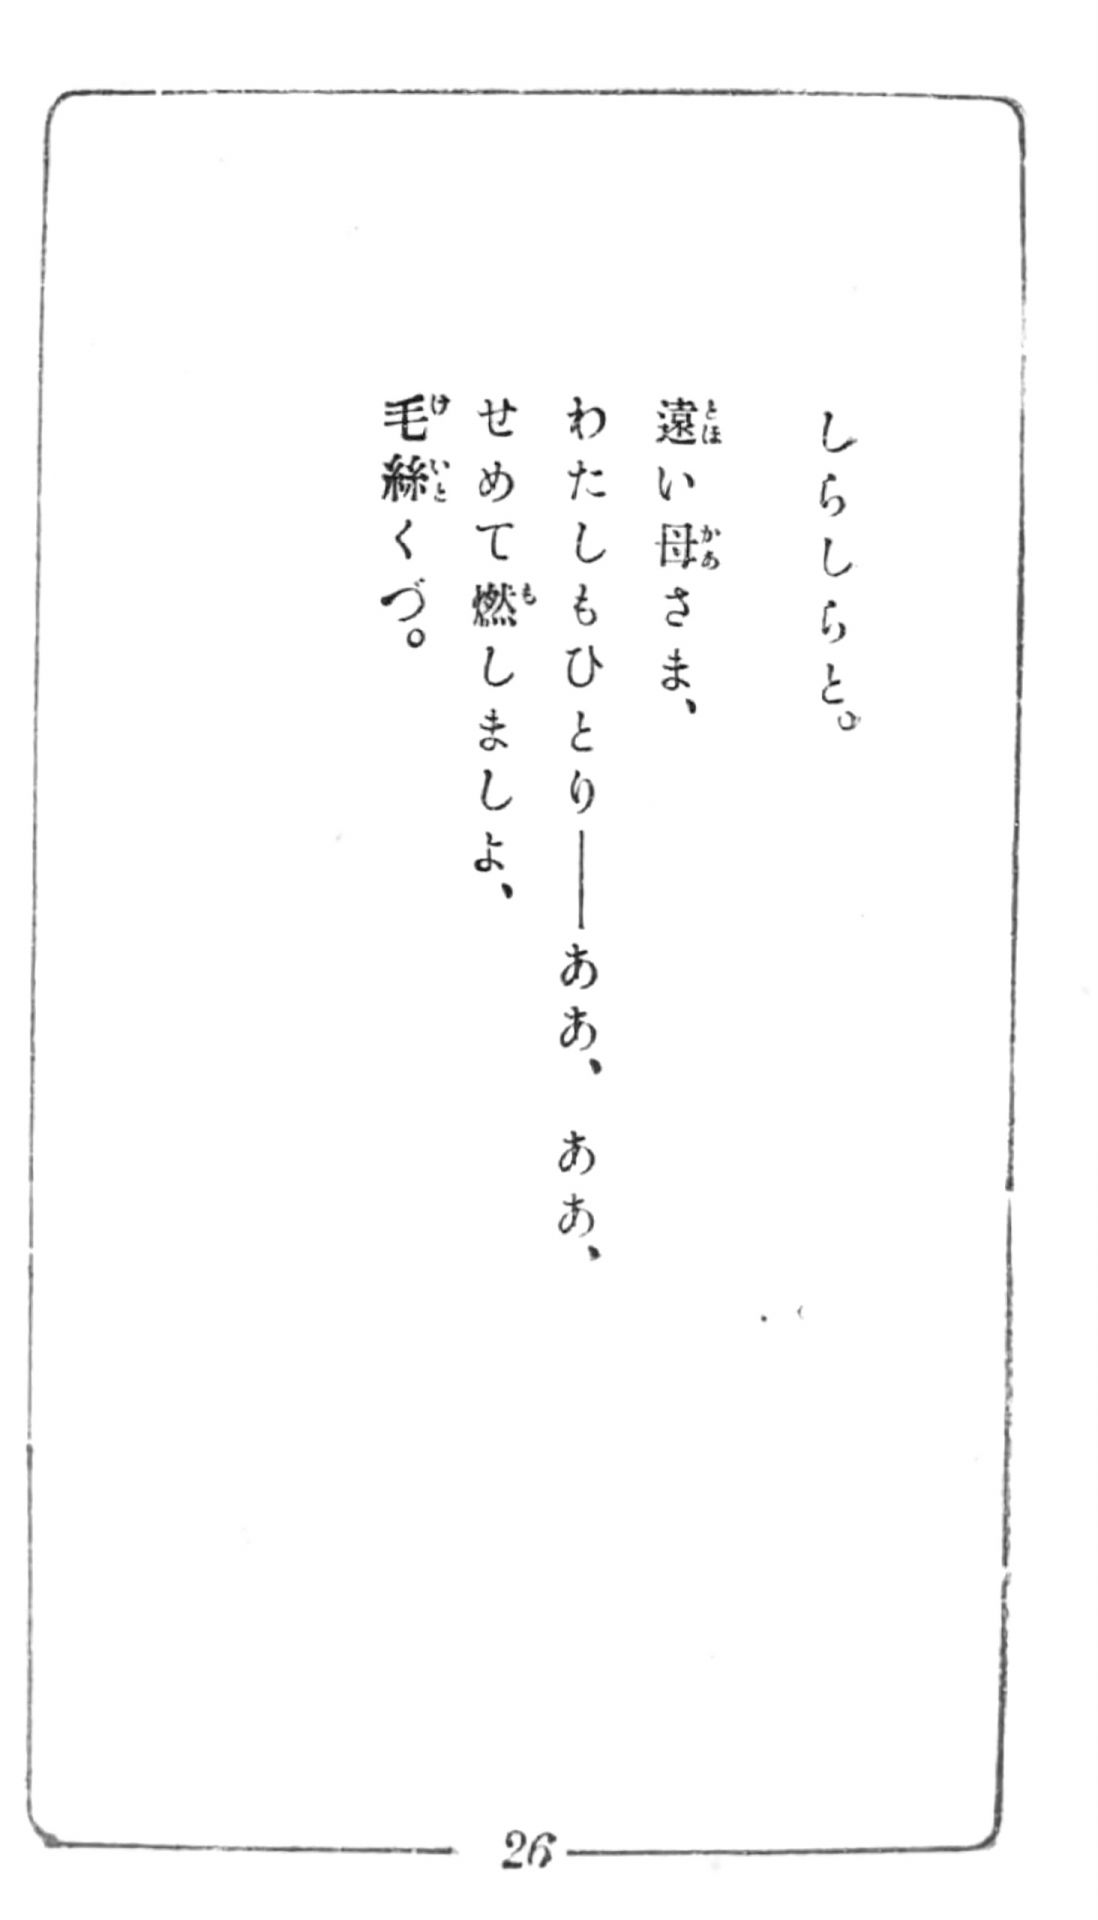 しらしらと。
遠い母さま、
わたしもひとり――ああ、　ああ、
せめて燃しましよ、
毛絲くづ。
26